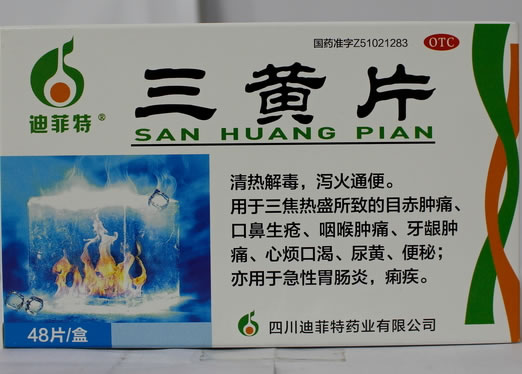 国药准字Z51021283
OTC
迪菲特®
三黄片
SAN HUANG PIAN
清热解毒，泻火通便。
用于三焦热盛所致的目赤肿痛、
口鼻生疮、咽喉肿痛、牙龈肿
痛、心烦口渴、尿黄、便秘；
亦用于急性胃肠炎，痢疾。
48片/盒
四川迪菲特药业有限公司